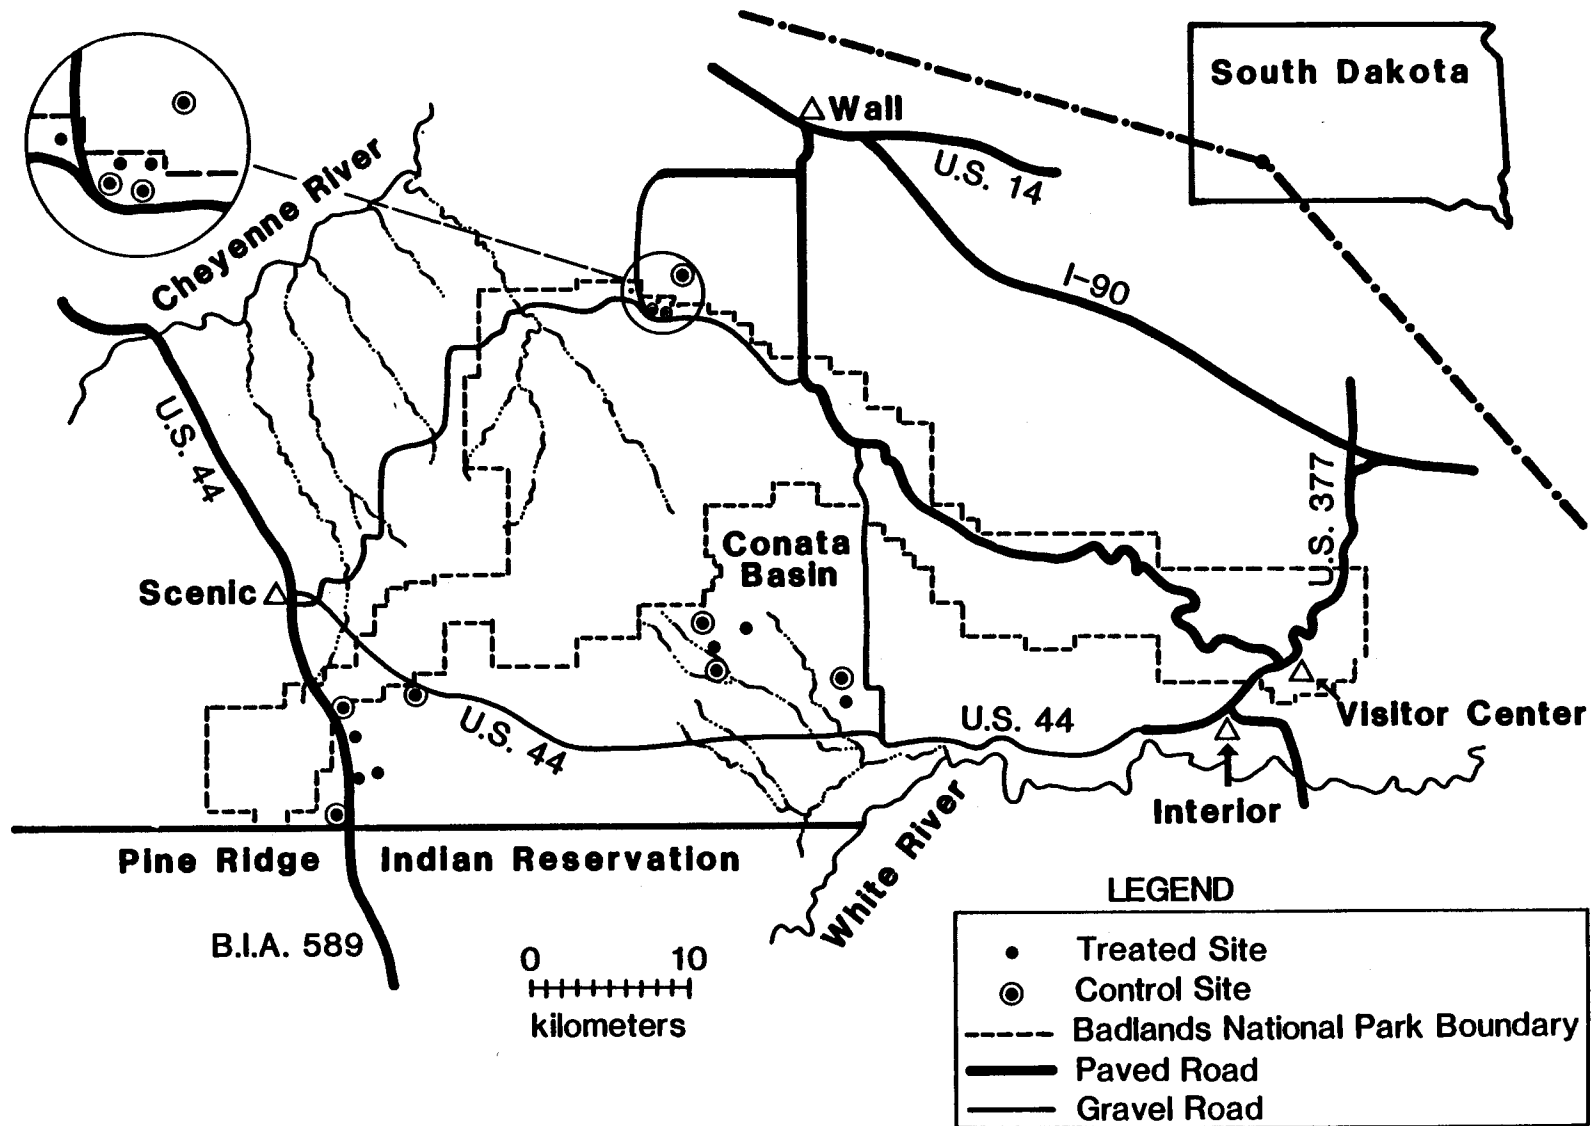 South Dakota
Wall
U.S. 14
Cheyenne River
I-90
U.S. 44
U.S. 377
Conata
Basin
Scenic
U.S. 44
U.S. 44
Visitor Center
Interior
Pine Ridge Indian Reservation
White River
B.I.A. 589
0 10
kilometers
LEGEND
Treated Site
Control Site
Badlands National Park Boundary
Paved Road
Gravel Road